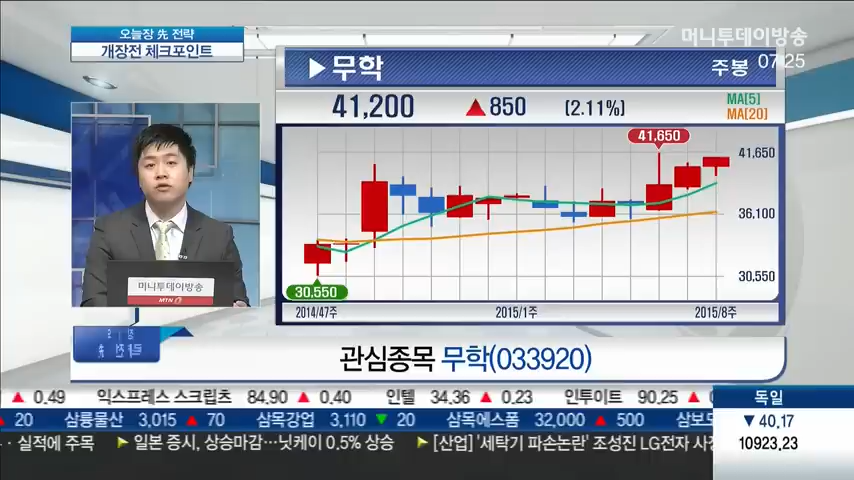 오늘장 先 전략
개장전 체크포인트
머니투데이방송
07:25
▶무학
주봉
41,200 ▲850 (2.11%)
MA[5]
MA[20]
41,650
41,650
36,100
30,550
30,550
2014/47주 2015/1주 2015/8주
머니투데이방송
MTN
관심종목 무학(033920)
▲ 0.49 익스프레스 스크립츠 84.90 ▲ 0.40 인텔 34.36 ▲ 0.23 인투이트 90.25 ▲ 0.
▲ 20 삼륭물산 3,015 ▲ 70 삼목강업 3,110 ▼ 20 삼목에스폼 32,000 ▲ 500 삼보모
실적에 주목 ▶일본 증시, 상승마감…닛케이 0.5% 상승 ▶[산업] '세탁기 파손논란' 조성진 LG전자 사장
독일
▼40.17
10923.23